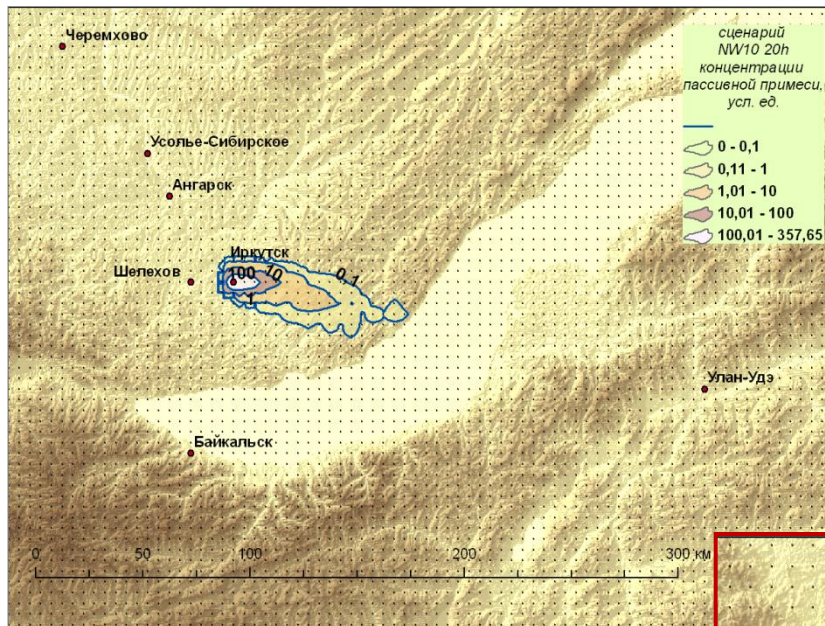 Черемхово
сценарий
NW10 20h
концентрации
пассивной примеси,
усл. ед.
0 - 0,1
0,11 - 1
1,01 - 10
10,01 - 100
100,01 - 357,65
Усолье-Сибирское
Ангарск
Иркутск
Шелехов
100
10
0,1
1
Улан-Удэ
Байкальск
0 50 100 200 300 км